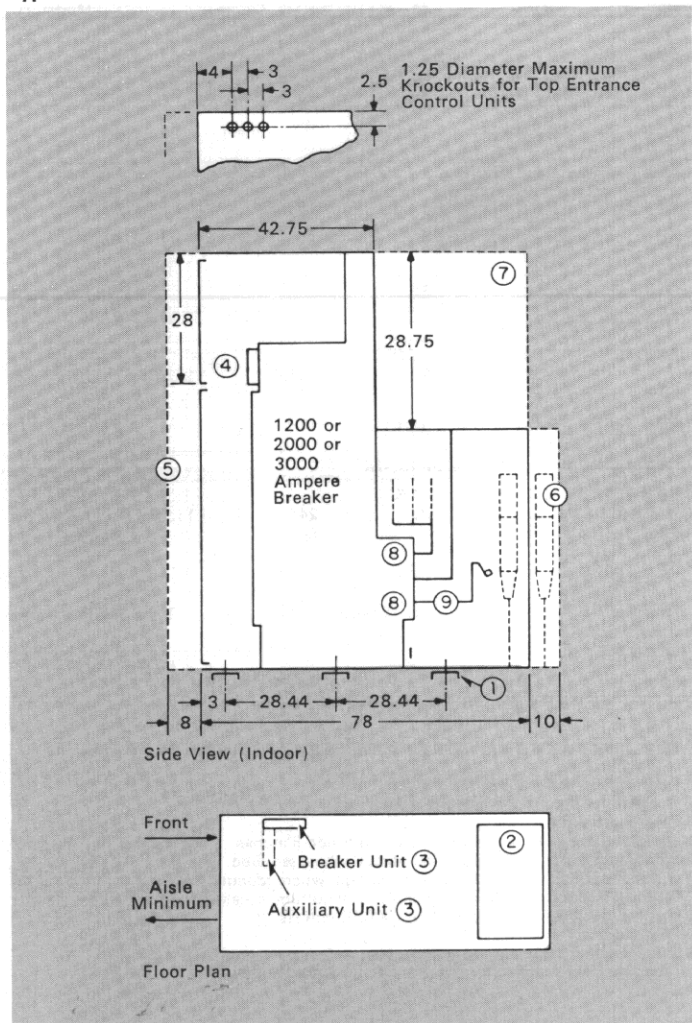 4
3
3
2.5
1.25 Diameter Maximum
Knockouts for Top Entrance
Control Units
42.75
7
28
4
28.75
1200 or
2000 or
3000
Ampere
Breaker
5
6
8
8
9
1
3
28.44
28.44
8
78
10
Side View (Indoor)
Front
2
Breaker Unit 3
Aisle
Minimum
Auxiliary Unit 3
Floor Plan